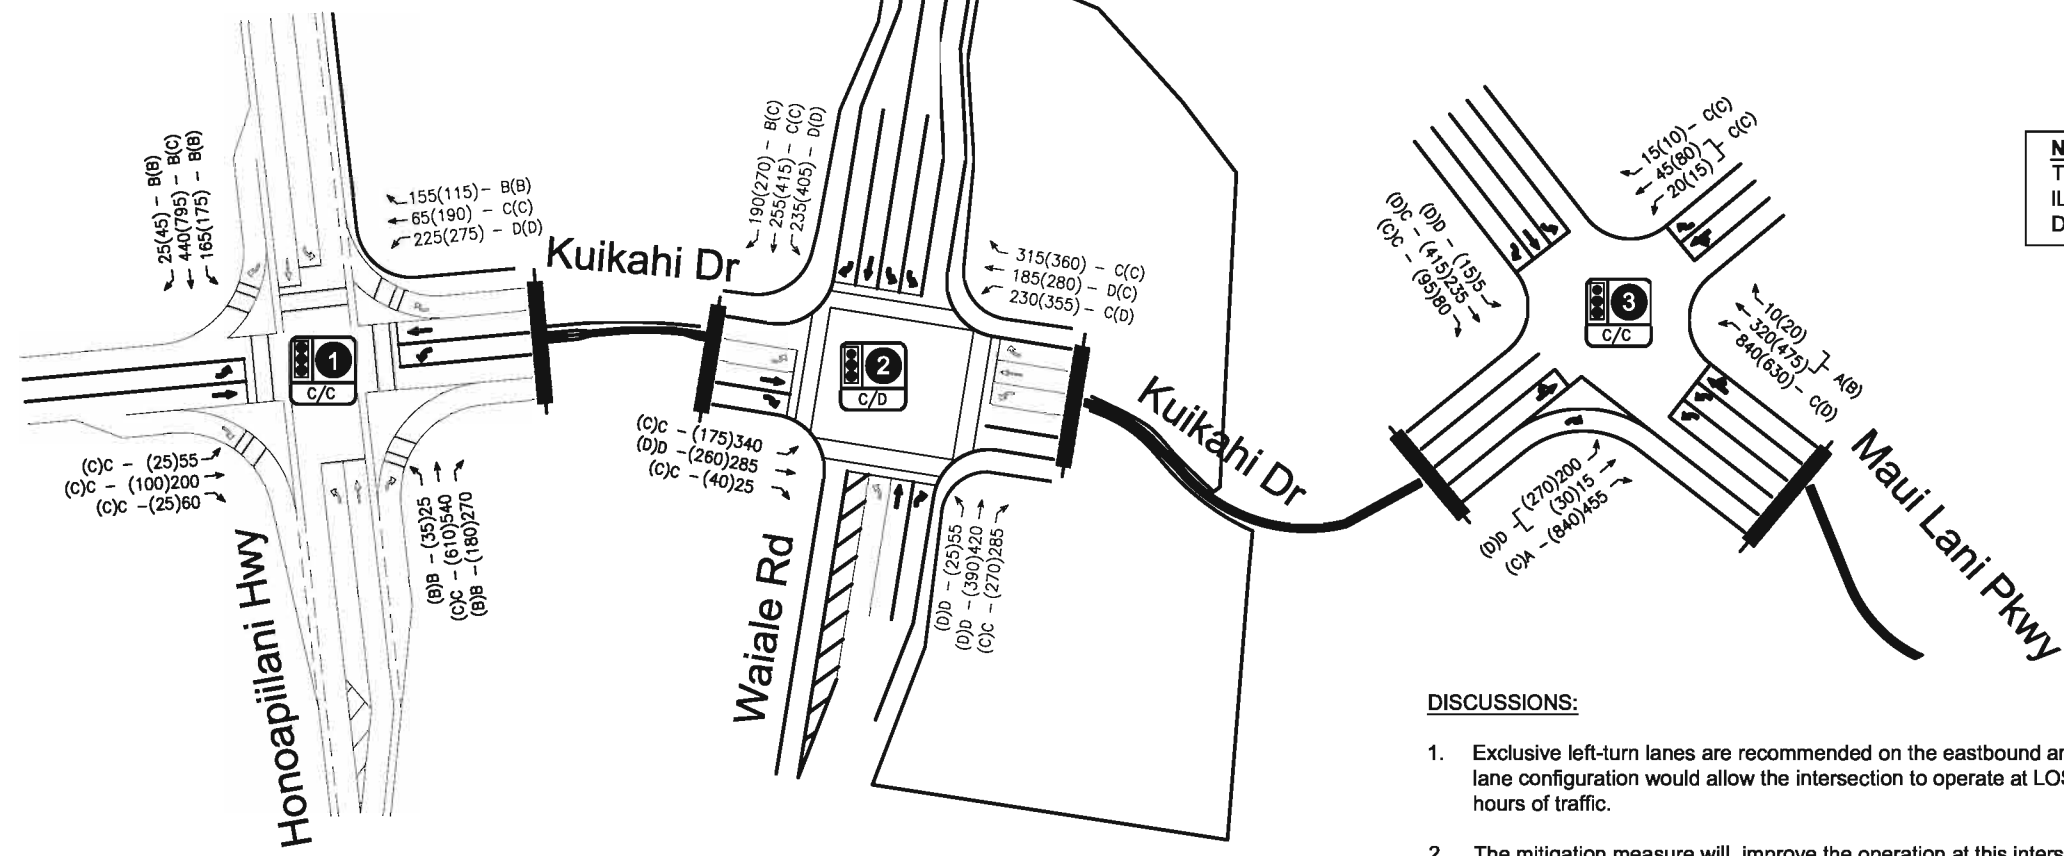 25(45) – B(B)
440(795) – B(C)
165(175) – B(B)
155(115) – B(B)
65(190) – C(C)
225(275) – D(D)
Kuikahi Dr
1
C/C
(C)C – (25)55
(C)C – (100)200
(C)C –(25)60
(B)B – (35)25
(C)C – (610)540
(B)B –(180)270
Honoapiilani Hwy
190(270) – B(C)
255(415) – C(C)
235(405) – D(D)
315(360) – C(C)
185(280) – D(C)
230(355) – C(D)
2
C/D
(C)C – (175)340
(D)D –(260)285
(C)C –(40)25
(D)D – (25)55
(D)D – (390)420
(C)C – (270)285
Waiale Rd
Kuikahi Dr
15(10) – C(C)
45(80)
20(15)
C(C)
(D)D – (15)5
(D)C – (415)235
(C)C – (95)80
3
C/C
10(20)
320(475)
A(B)
840(630) – C(D)
(D)D
(270)200
(30)15
(C)A – (840)455
Maui Lani Pkwy
N
T
IL
D
DISCUSSIONS:
1. Exclusive left-turn lanes are recommended on the eastbound an
lane configuration would allow the intersection to operate at LOS
hours of traffic.
2. The mitigation measure will improve the operation at this inters